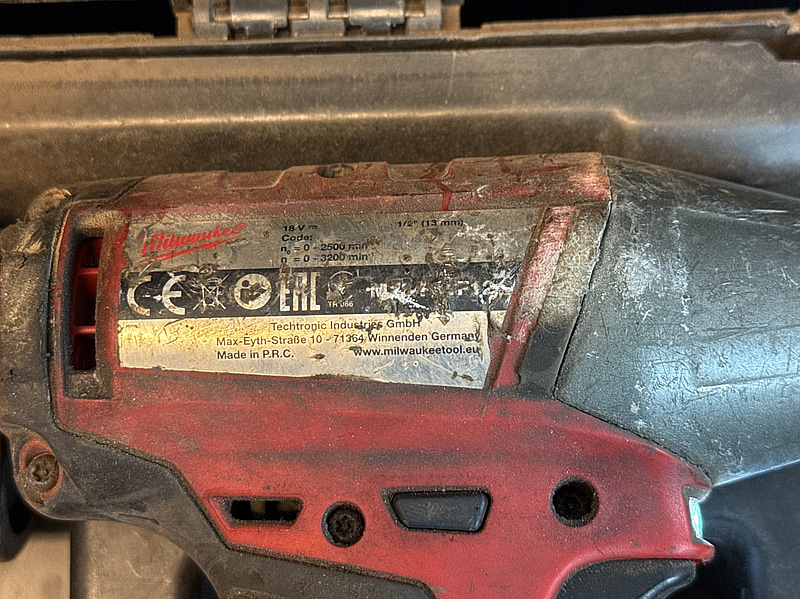 Milwaukee
18 V 1/2" (13 mm)
Code:
n₀ = 0 - 2500 min
n = 0 - 3200 min
CE EAC
TR 066
Techtronic Industries GmbH
Max-Eyth-Straße 10 - 71364 Winnenden Germany
Made in P.R.C. www.milwaukeetool.eu